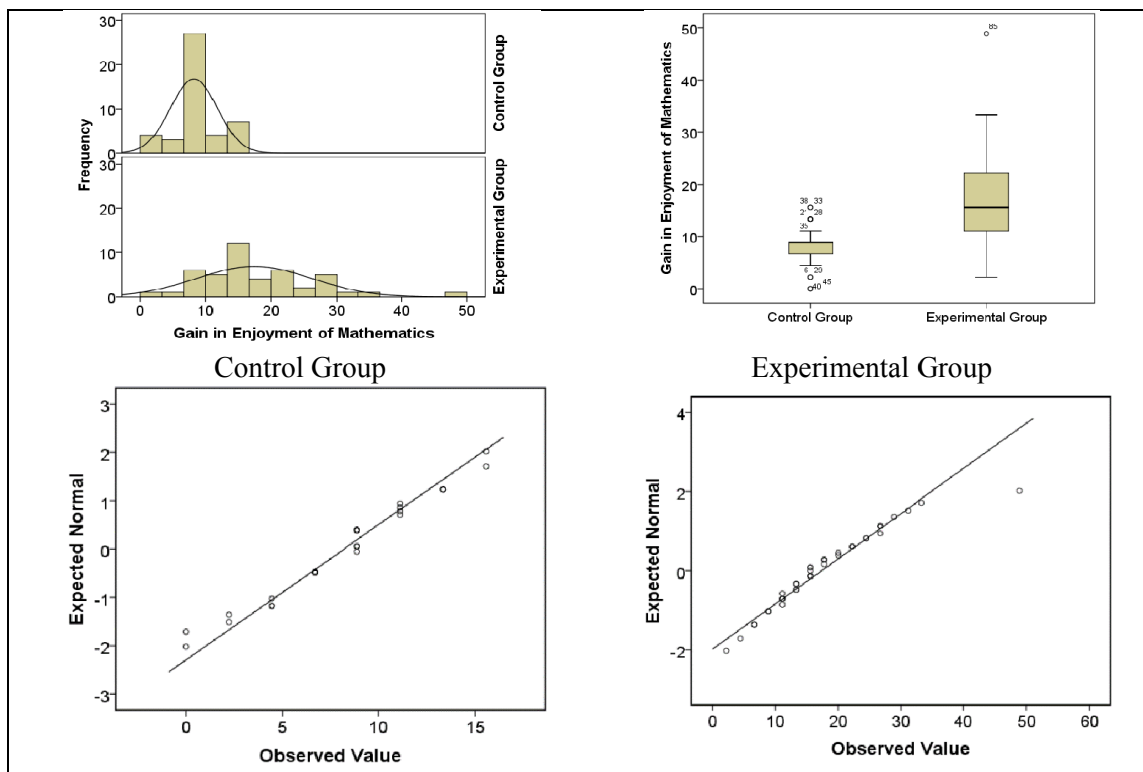 30
20
10
0
Control Group
30
20
10
0
Experimental Group
Frequency
0 10 20 30 40 50
Gain in Enjoyment of Mathematics
Gain in Enjoyment of Mathematics
50
40
30
20
10
0
85
38 33
28
35
6 20
40 45
Control Group Experimental Group
Control Group
Expected Normal
3
2
1
0
-1
-2
-3
0 5 10 15
Observed Value
Experimental Group
Expected Normal
4
2
0
-2
0 10 20 30 40 50 60
Observed Value